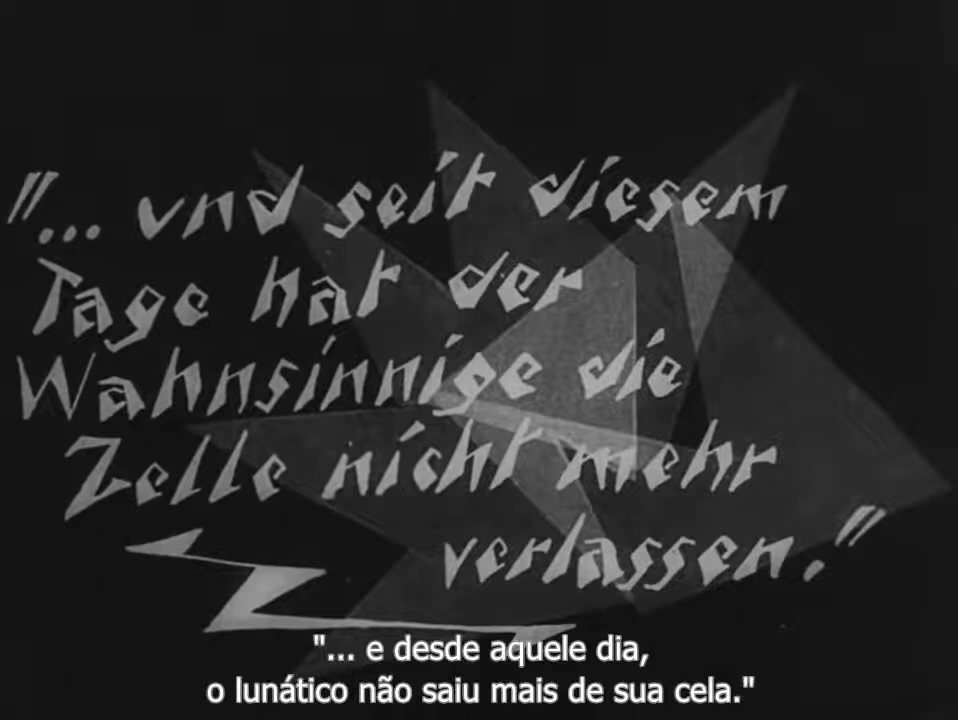 "... und seit diesem
Tage hat der
Wahnsinnige die
Zelle nicht mehr
verlassen."
"... e desde aquele dia,
o lunático não saiu mais de sua cela."